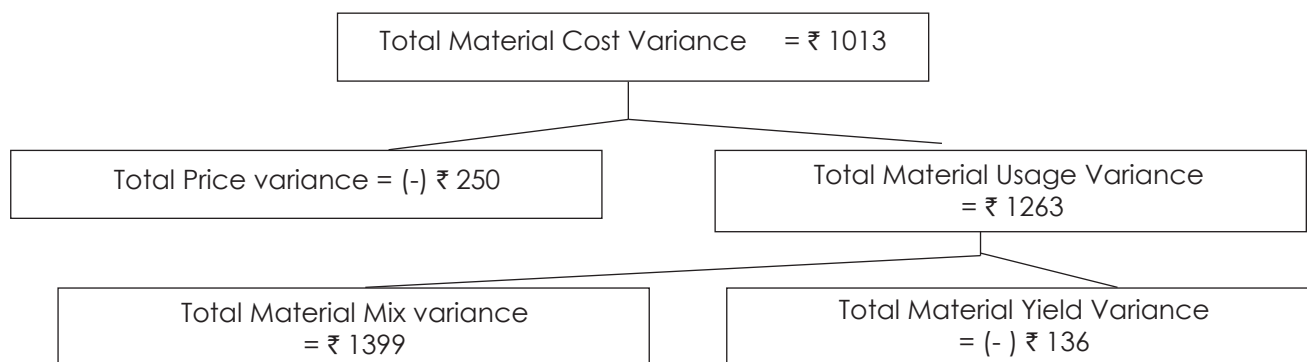 Total Material Cost Variance = ₹ 1013
Total Price variance = (-) ₹ 250
Total Material Usage Variance
= ₹ 1263
Total Material Mix variance
= ₹ 1399
Total Material Yield Variance
= (- ) ₹ 136